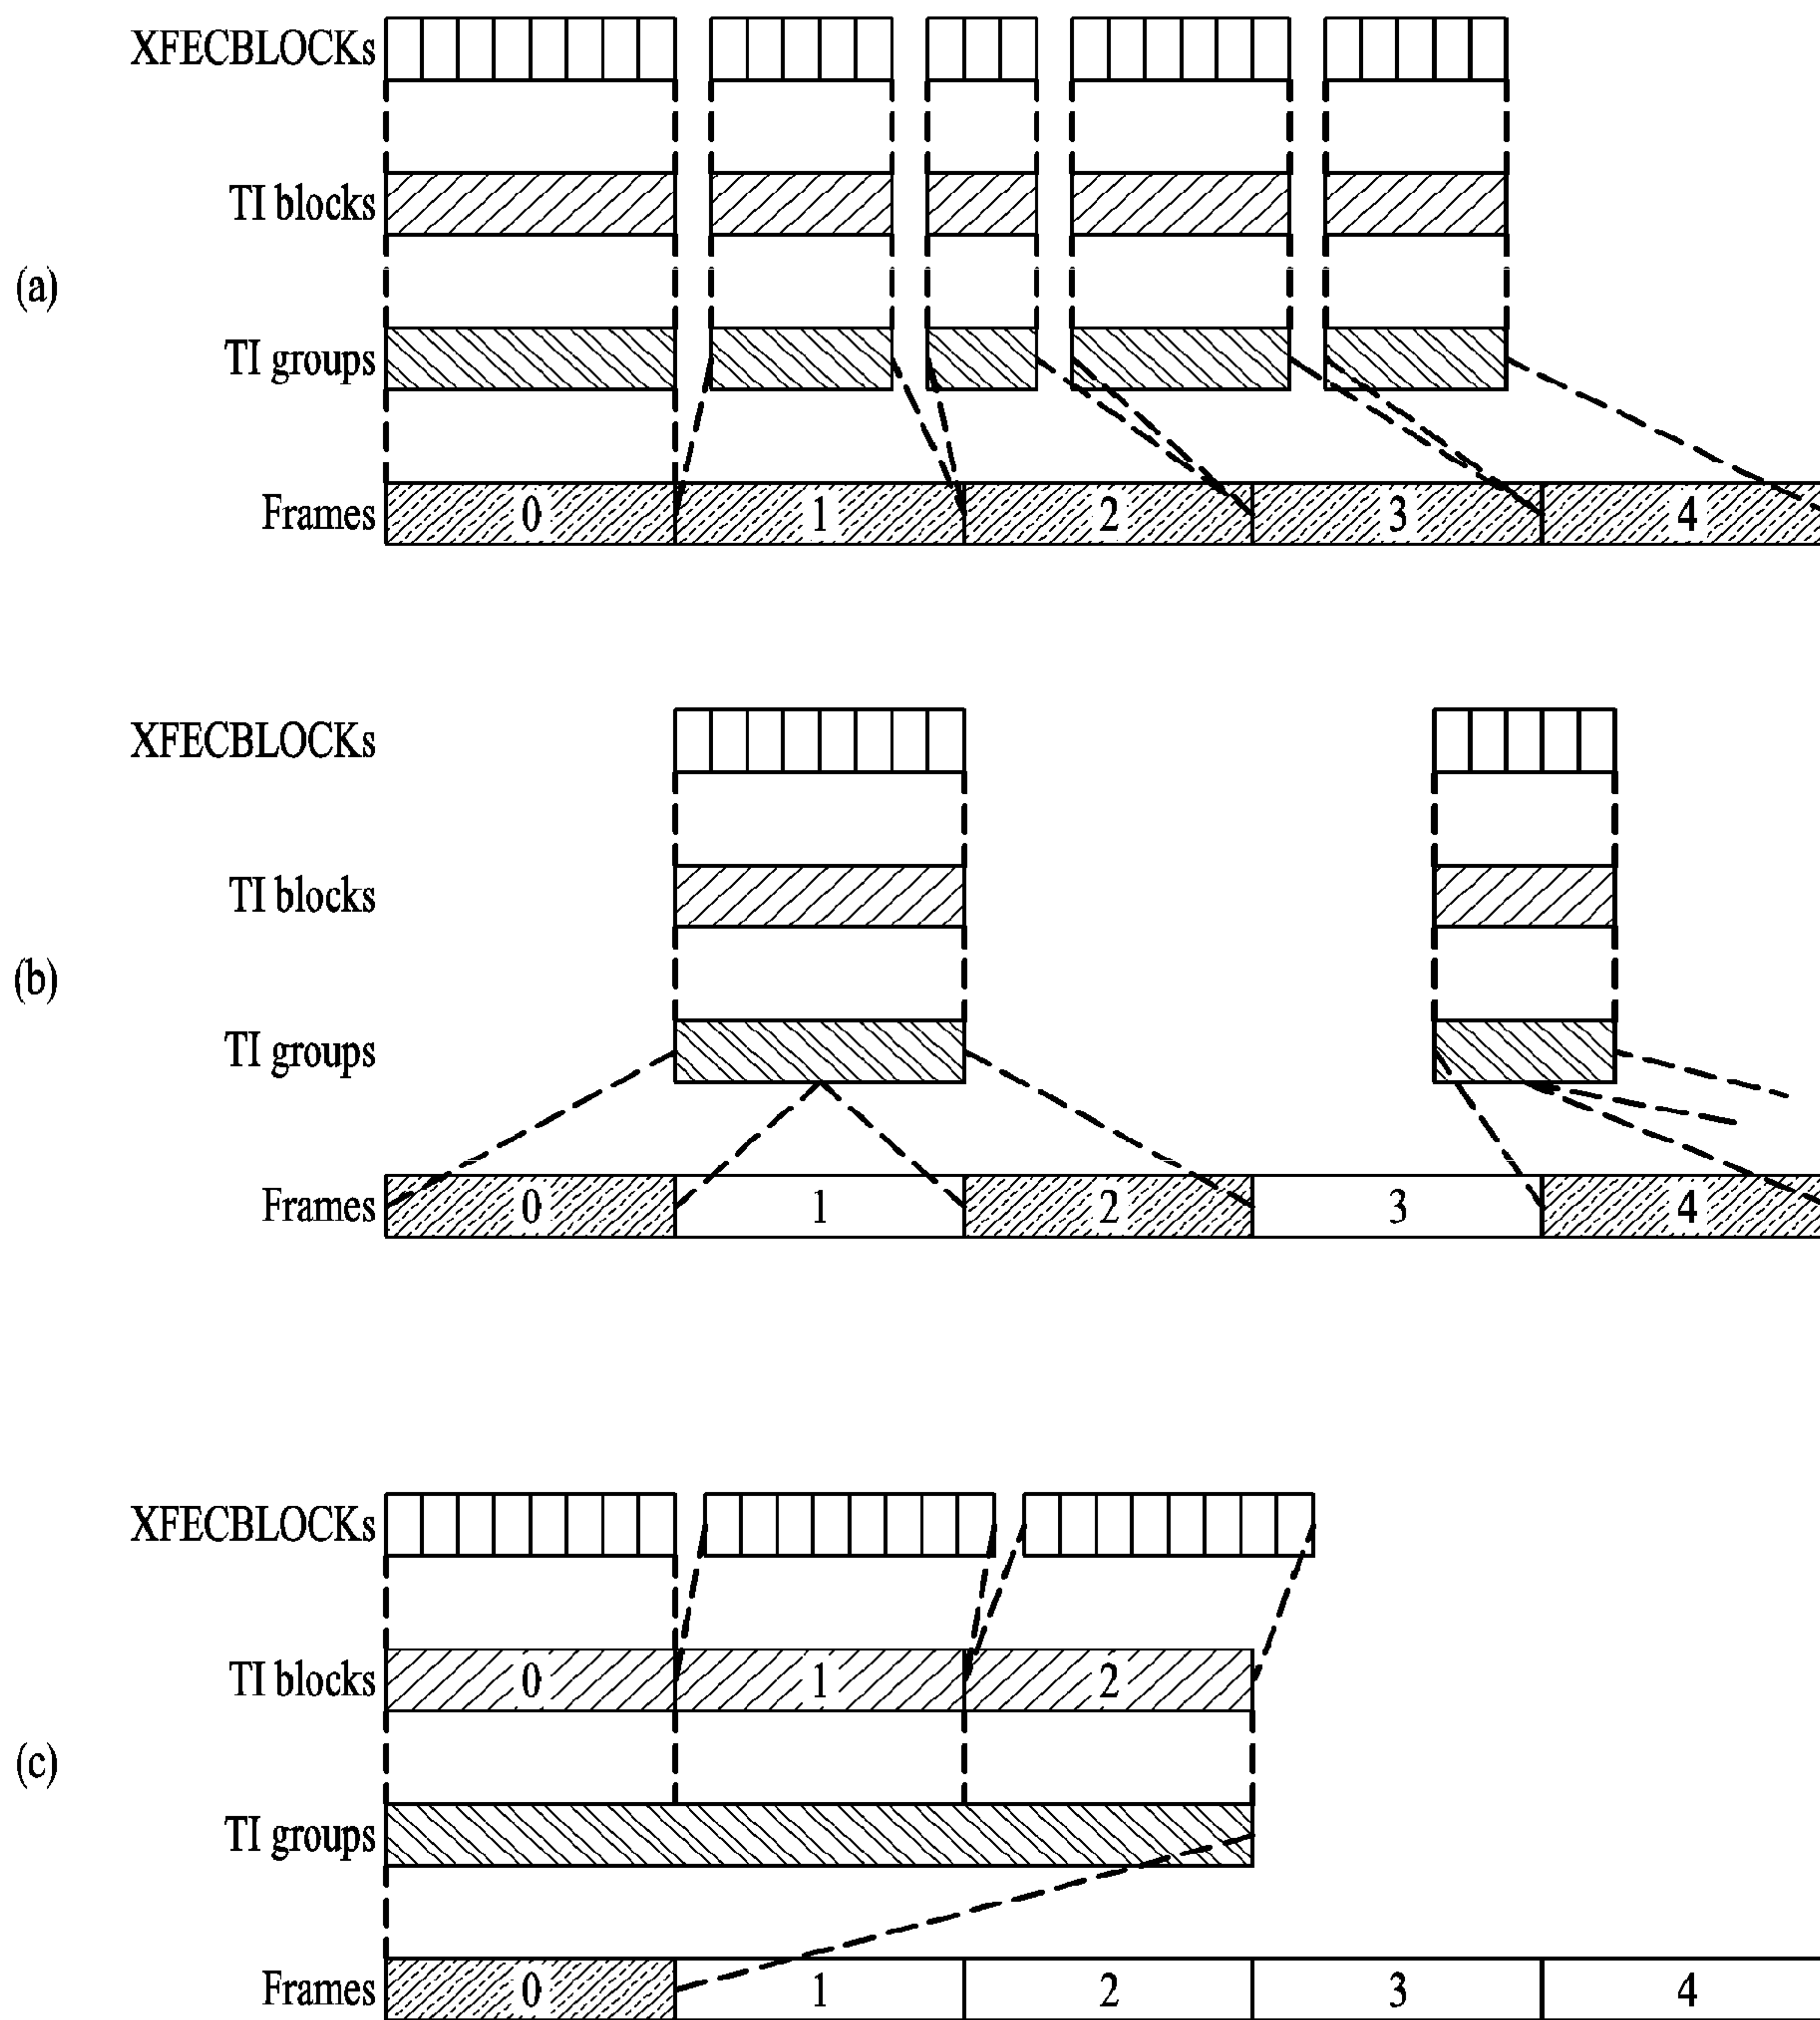 XFECBLOCKs
TI blocks
(a)
TI groups
Frames 0 1 2 3 4
XFECBLOCKs
TI blocks
(b)
TI groups
Frames 0 1 2 3 4
XFECBLOCKs
TI blocks 0 1 2
(c)
TI groups
Frames 0 1 2 3 4